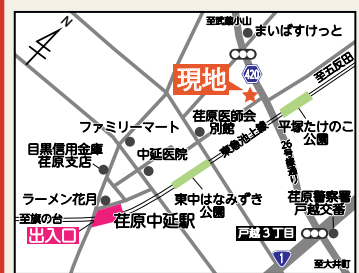 N
至武蔵小山
まいばすけっと
420
現地
至五反田
荏原医師会
別館
ファミリーマート
東急池上線
平塚たけのこ
公園
目黒信用金庫
荏原支店
中延医院
26号線通り
ラーメン花月
東中はなみずき
公園
荏原警察署
戸越交番
至旗の台
荏原中延駅
出入口
戸越3丁目
1
至大井町